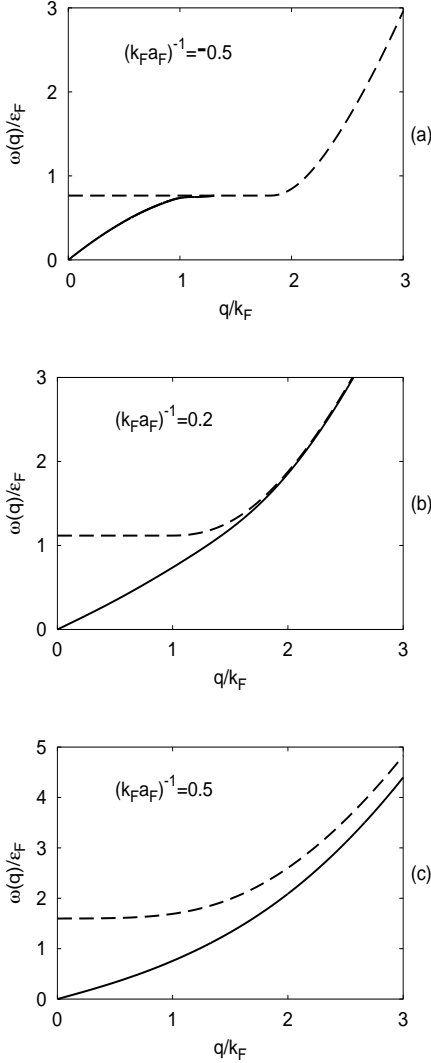 3
2
1
0
ω(q)/ε_F
(k_Fa_F)^-1=-0.5
(a)
0 1 2 3
q/k_F
3
2
1
0
ω(q)/ε_F
(k_Fa_F)^-1=0.2
(b)
0 1 2 3
q/k_F
5
4
3
2
1
0
ω(q)/ε_F
(k_Fa_F)^-1=0.5
(c)
0 1 2 3
q/k_F